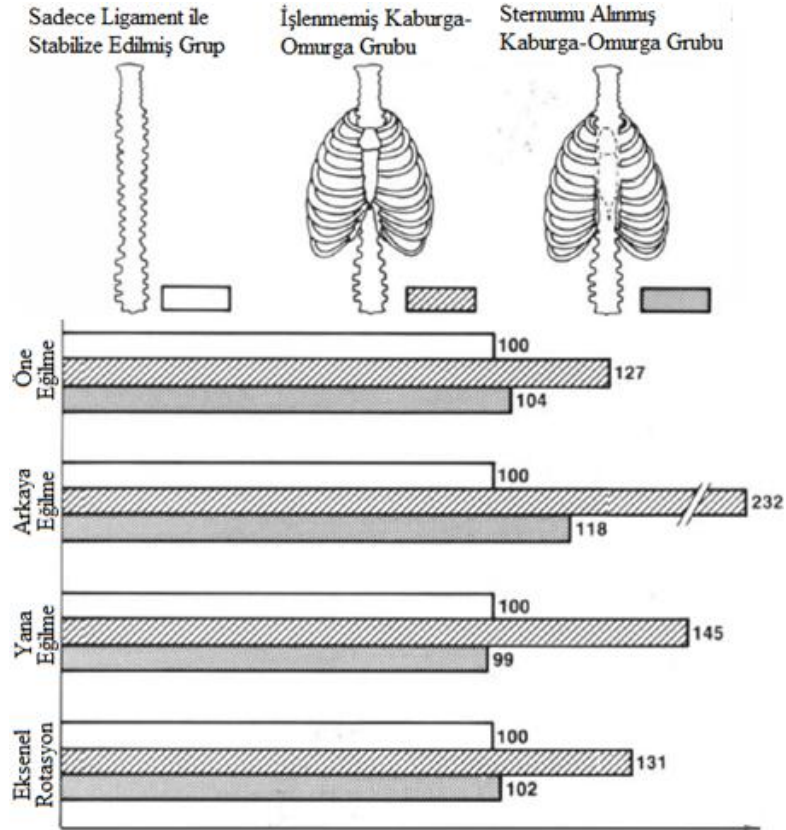 Sadece Ligament ile
Stabilize Edilmiş Grup
İşlenmemiş Kaburga-
Omurga Grubu
Sternumu Alınmış
Kaburga-Omurga Grubu
Öne
Eğilme
100
127
104
Arkaya
Eğilme
100
232
118
Yana
Eğilme
100
145
99
Eksenel
Rotasyon
100
131
102